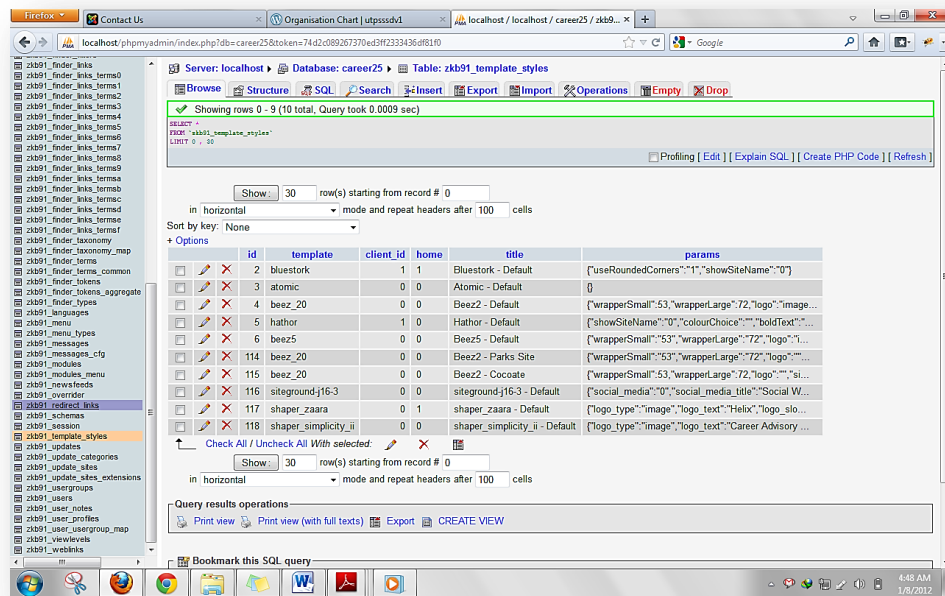 Firefox
Contact Us
Organisation Chart | utpsssdv1
localhost / localhost / career25 / zkb9...
localhost/phpmyadmin/index.php?db=career25&token=74d2c089267370ed3ff2333436df81f0
Google
zkb91_finder_links
zkb91_finder_links_terms0
zkb91_finder_links_terms1
zkb91_finder_links_terms2
zkb91_finder_links_terms3
zkb91_finder_links_terms4
zkb91_finder_links_terms5
zkb91_finder_links_terms6
zkb91_finder_links_terms7
zkb91_finder_links_terms8
zkb91_finder_links_terms9
zkb91_finder_links_termsa
zkb91_finder_links_termsb
zkb91_finder_links_termsc
zkb91_finder_links_termsd
zkb91_finder_links_termse
zkb91_finder_links_termsf
zkb91_finder_taxonomy
zkb91_finder_taxonomy_map
zkb91_finder_terms
zkb91_finder_terms_common
zkb91_finder_tokens
zkb91_finder_tokens_aggregate
zkb91_finder_types
zkb91_languages
zkb91_menu
zkb91_menu_types
zkb91_messages
zkb91_messages_cfg
zkb91_modules
zkb91_modules_menu
zkb91_newsfeeds
zkb91_overrider
zkb91_redirect_links
zkb91_schemas
zkb91_session
zkb91_template_styles
zkb91_updates
zkb91_update_categories
zkb91_update_sites
zkb91_update_sites_extensions
zkb91_usergroups
zkb91_users
zkb91_user_notes
zkb91_user_profiles
zkb91_user_usergroup_map
zkb91_viewlevels
zkb91_weblinks
Server: localhost Database: career25 Table: zkb91_template_styles
Browse Structure SQL Search Insert Export Import Operations Empty Drop
Showing rows 0 - 9 (10 total, Query took 0.0009 sec)
SELECT *
FROM `zkb91_template_styles`
LIMIT 0 , 30
Profiling [ Edit ] [ Explain SQL ] [ Create PHP Code ] [ Refresh ]
Show : 30 row(s) starting from record # 0
in horizontal mode and repeat headers after 100 cells
Sort by key: None
+ Options
id template client_id home title params
2 bluestork 1 1 Bluestork - Default {"useRoundedCorners":"1","showSiteName":"0"}
3 atomic 0 0 Atomic - Default {}
4 beez_20 0 0 Beez2 - Default {"wrapperSmall":53,"wrapperLarge":72,"logo":"image...
5 hathor 1 0 Hathor - Default {"showSiteName":"0","colourChoice":"","boldText":"...
6 beez5 0 0 Beez5 - Default {"wrapperSmall":"53","wrapperLarge":"72","logo":"i...
114 beez_20 0 0 Beez2 - Parks Site {"wrapperSmall":"53","wrapperLarge":"72","logo":""...
115 beez_20 0 0 Beez2 - Cocoate {"wrapperSmall":53,"wrapperLarge":72,"logo":"","si...
116 siteground-j16-3 0 0 siteground-j16-3 - Default {"social_media":"0","social_media_title":"Social W...
117 shaper_zaara 0 1 shaper_zaara - Default {"logo_type":"image","logo_text":"Helix","logo_slo...
118 shaper_simplicity_ii 0 0 shaper_simplicity_ii - Default {"logo_type":"image","logo_text":"Career Advisory ...
Check All / Uncheck All With selected:
Show : 30 row(s) starting from record # 0
in horizontal mode and repeat headers after 100 cells
Query results operations
Print view Print view (with full texts) Export CREATE VIEW
Bookmark this SQL query
4:48 AM
1/8/2012